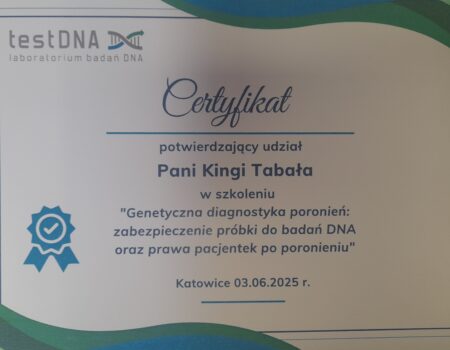 testDNA
laboratorium badań DNA
Certyfikat
potwierdzający udział
Pani Kingi Tabała
w szkoleniu
"Genetyczna diagnostyka poronień:
zabezpieczenie próbki do badań DNA
oraz prawa pacjentek po poronieniu"
Katowice 03.06.2025 r.